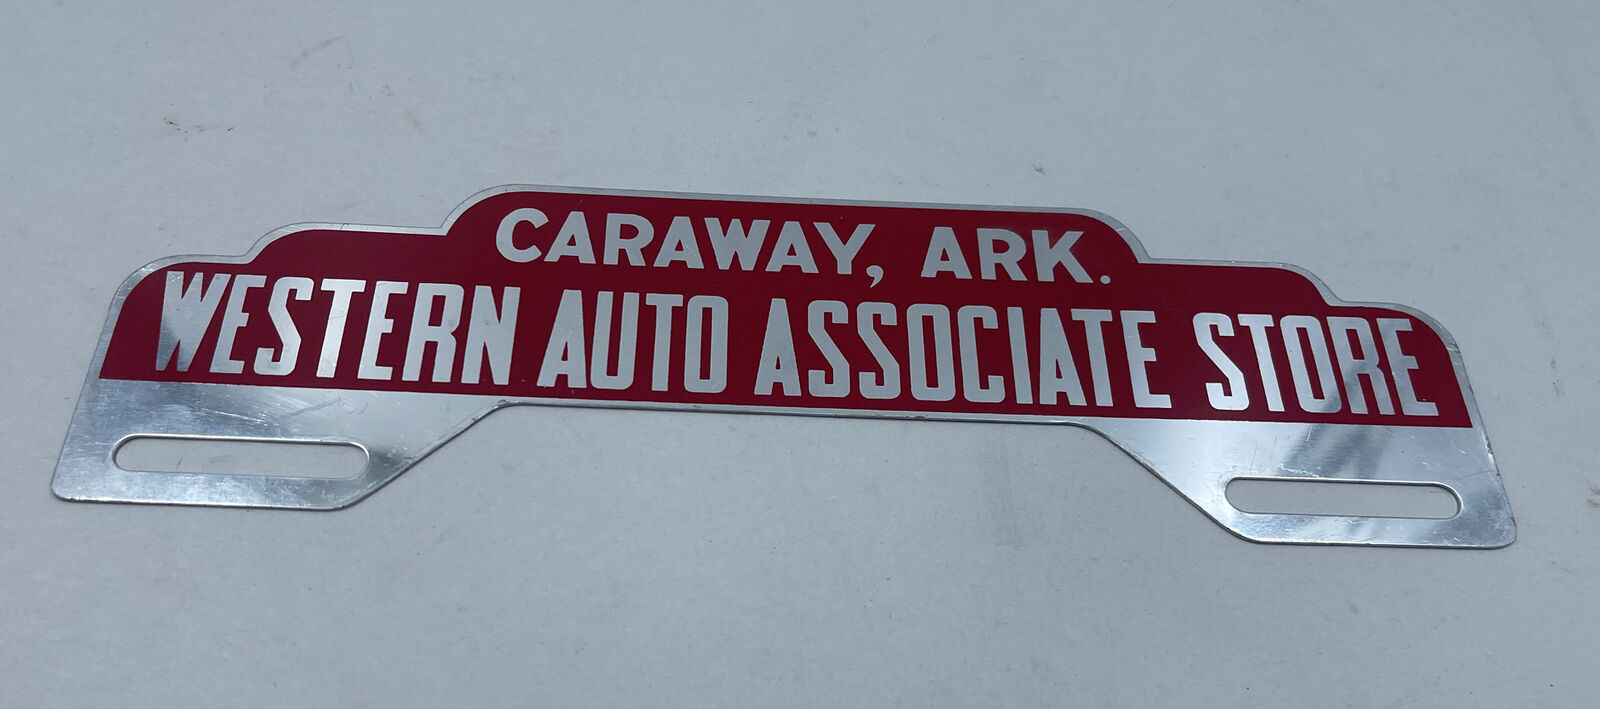 CARAWAY, ARK.
WESTERN AUTO ASSOCIATE STORE